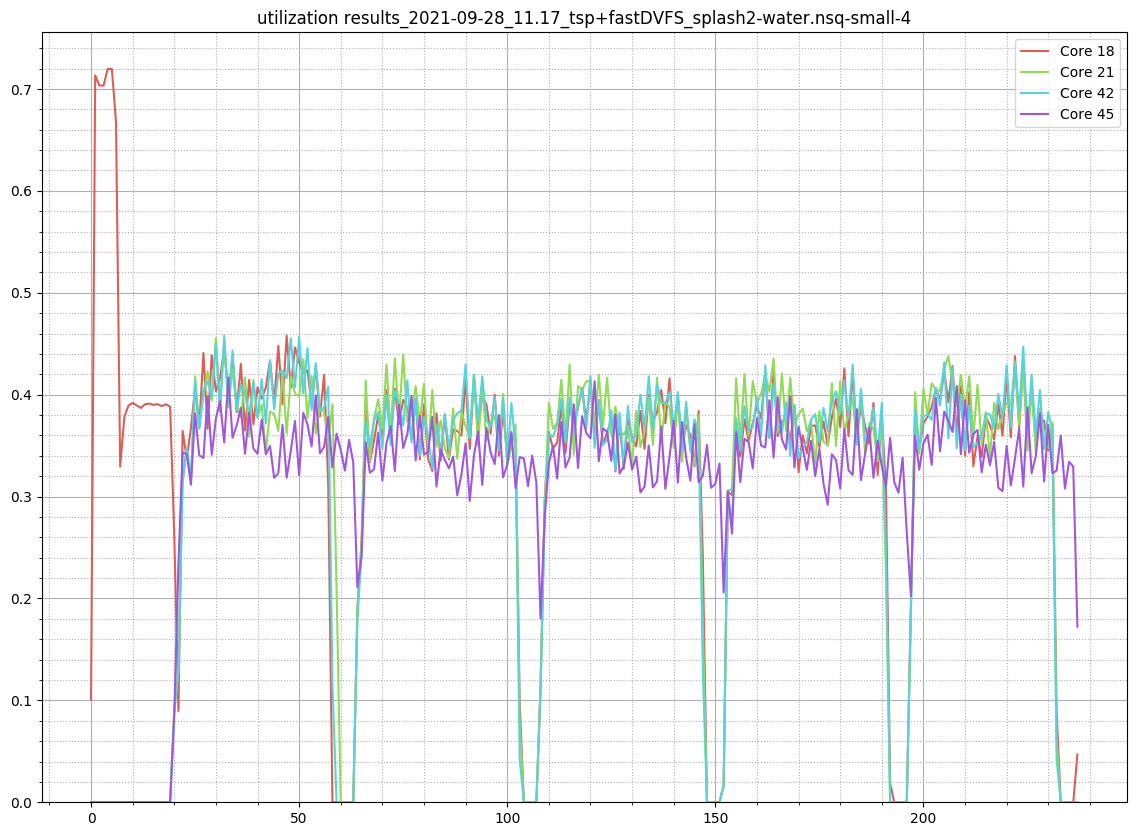 utilization results_2021-09-28_11.17_tsp+fastDVFS_splash2-water.nsq-small-4
Core 18
Core 21
Core 42
Core 45
0.7
0.6
0.5
0.4
0.3
0.2
0.1
0.0
0 50 100 150 200